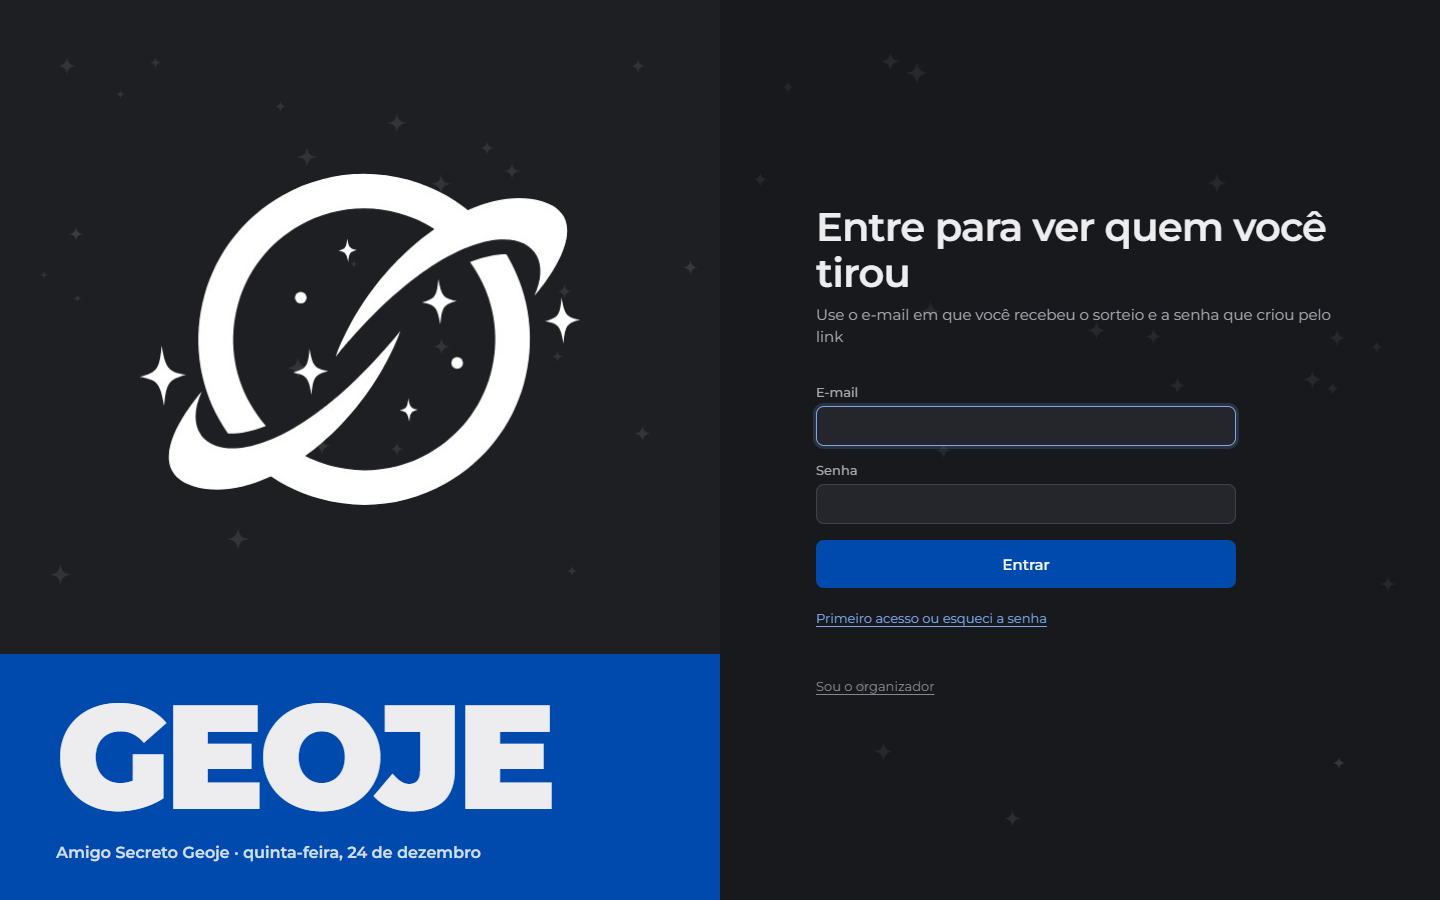 GEOJE
Amigo Secreto Geoje · quinta-feira, 24 de dezembro
Entre para ver quem você
tirou
Use o e-mail em que você recebeu o sorteio e a senha que criou pelo
link
E-mail
Senha
Entrar
Primeiro acesso ou esqueci a senha
Sou o organizador